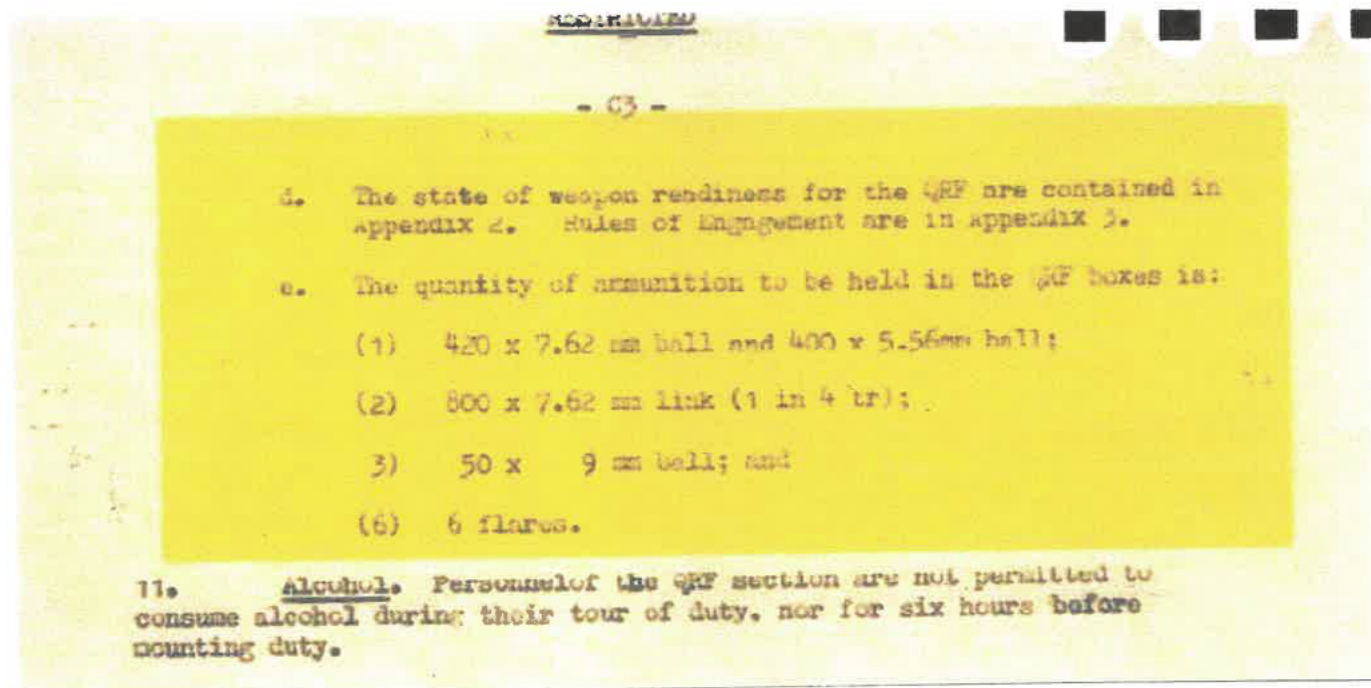 RESTRICTED
- C3 -
d. The state of weapon readiness for the QRF are contained in
Appendix 2. Rules of Engagement are in Appendix 3.
e. The quantity of ammunition to be held in the QRF boxes is:
(1) 420 x 7.62 mm ball and 400 x 5.56mm ball;
(2) 800 x 7.62 mm link (1 in 4 tr);
3) 50 x 9 mm ball; and
(6) 6 flares.
11. Alcohol. Personnelof the QRF section are not permitted to
consume alcohol during their tour of duty, nor for six hours before
mounting duty.